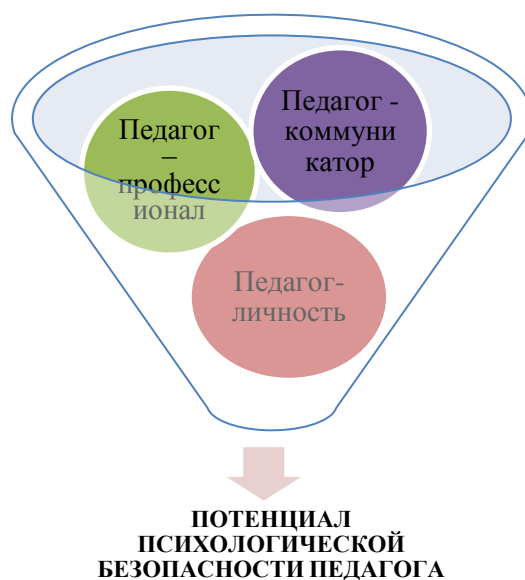 Педагог
–
професс
ионал
Педагог -
коммуни
катор
Педагог-
личность
ПОТЕНЦИАЛ
ПСИХОЛОГИЧЕСКОЙ
БЕЗОПАСНОСТИ ПЕДАГОГА